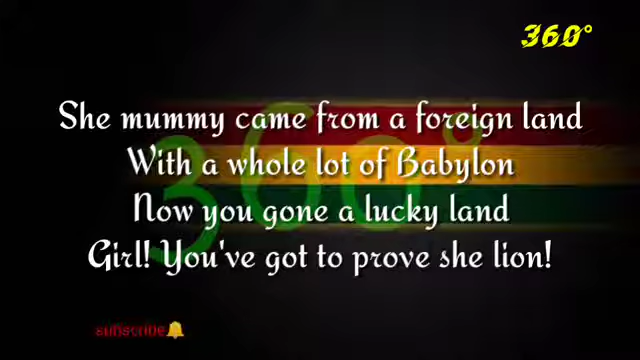 360°
She mummy came from a foreign land
With a whole lot of Babylon
Now you gone a lucky land
Girl! You've got to prove she lion!
360°
subscribe